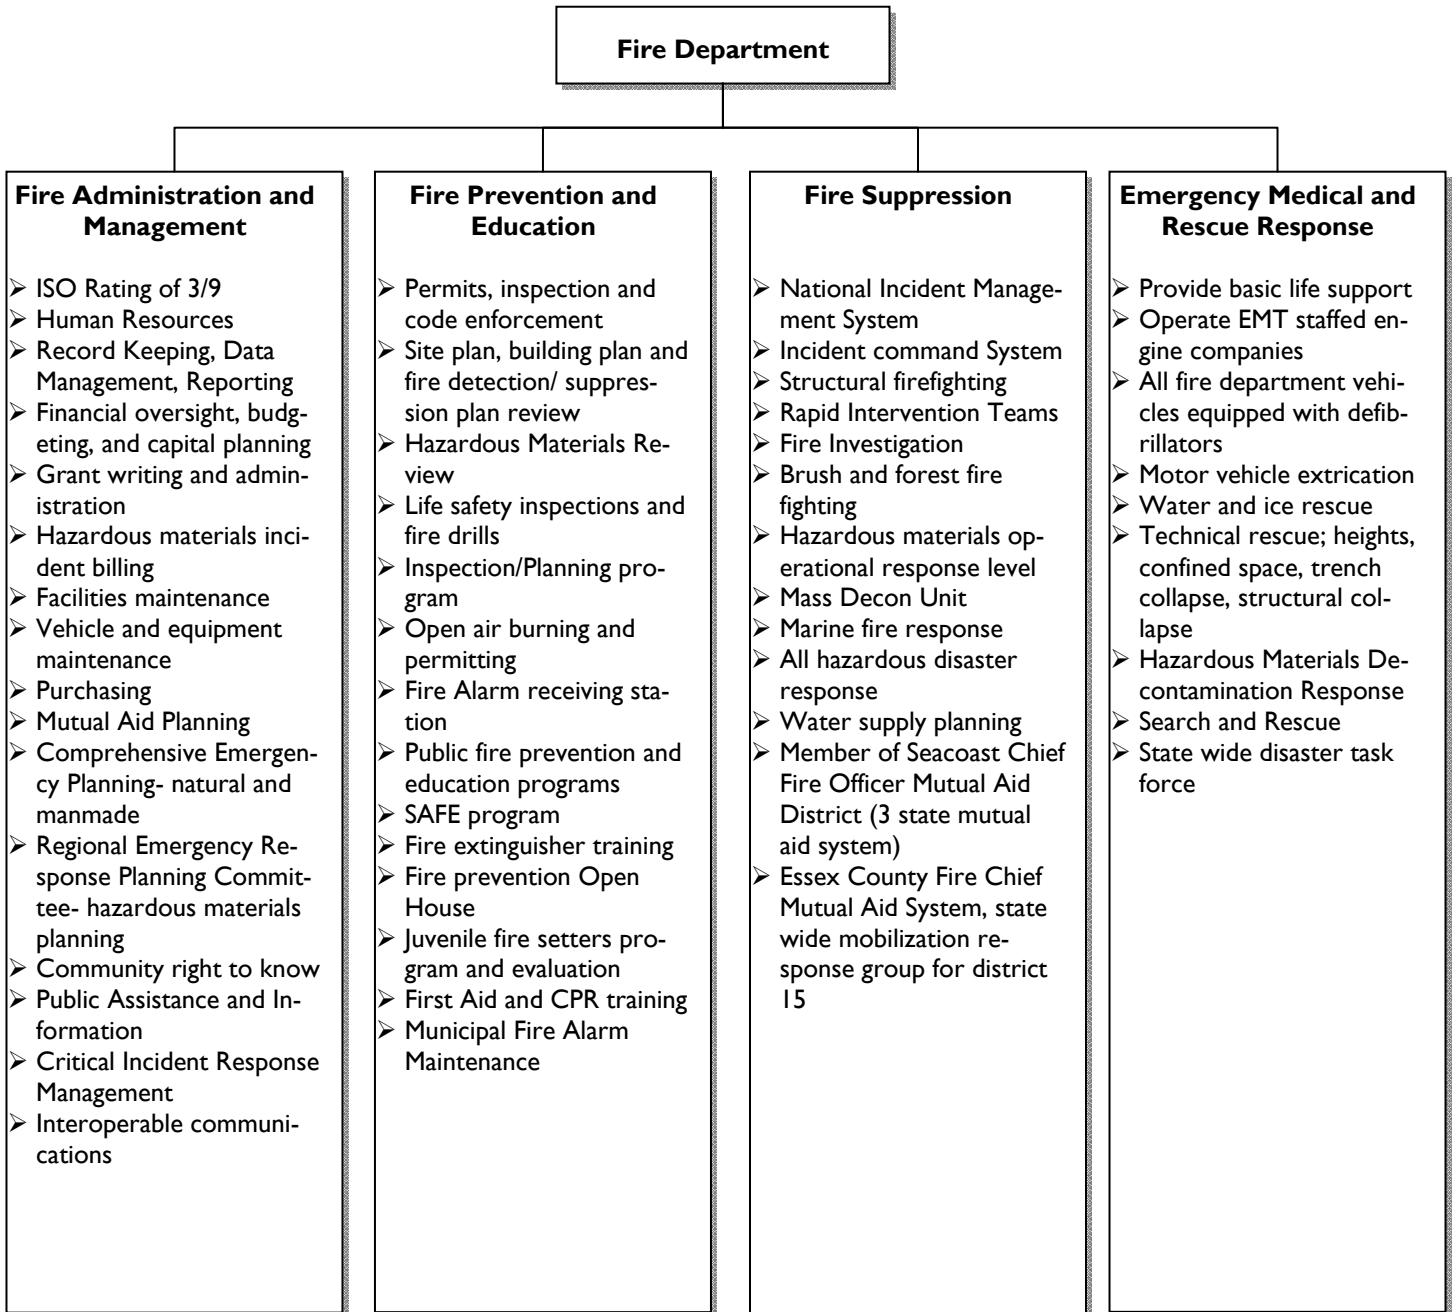 Fire Department
Fire Administration and
Management
➢ ISO Rating of 3/9
➢ Human Resources
➢ Record Keeping, Data
Management, Reporting
➢ Financial oversight, budg-
eting, and capital planning
➢ Grant writing and admin-
istration
➢ Hazardous materials inci-
dent billing
➢ Facilities maintenance
➢ Vehicle and equipment
maintenance
➢ Purchasing
➢ Mutual Aid Planning
➢ Comprehensive Emergen-
cy Planning- natural and
manmade
➢ Regional Emergency Re-
sponse Planning Commit-
tee- hazardous materials
planning
➢ Community right to know
➢ Public Assistance and In-
formation
➢ Critical Incident Response
Management
➢ Interoperable communi-
cations
Fire Prevention and
Education
➢ Permits, inspection and
code enforcement
➢ Site plan, building plan and
fire detection/ suppres-
sion plan review
➢ Hazardous Materials Re-
view
➢ Life safety inspections and
fire drills
➢ Inspection/Planning pro-
gram
➢ Open air burning and
permitting
➢ Fire Alarm receiving sta-
tion
➢ Public fire prevention and
education programs
➢ SAFE program
➢ Fire extinguisher training
➢ Fire prevention Open
House
➢ Juvenile fire setters pro-
gram and evaluation
➢ First Aid and CPR training
➢ Municipal Fire Alarm
Maintenance
Fire Suppression
➢ National Incident Manage-
ment System
➢ Incident command System
➢ Structural firefighting
➢ Rapid Intervention Teams
➢ Fire Investigation
➢ Brush and forest fire
fighting
➢ Hazardous materials op-
erational response level
➢ Mass Decon Unit
➢ Marine fire response
➢ All hazardous disaster
response
➢ Water supply planning
➢ Member of Seacoast Chief
Fire Officer Mutual Aid
District (3 state mutual
aid system)
➢ Essex County Fire Chief
Mutual Aid System, state
wide mobilization re-
sponse group for district
15
Emergency Medical and
Rescue Response
➢ Provide basic life support
➢ Operate EMT staffed en-
gine companies
➢ All fire department vehi-
cles equipped with defib-
rillators
➢ Motor vehicle extrication
➢ Water and ice rescue
➢ Technical rescue; heights,
confined space, trench
collapse, structural col-
lapse
➢ Hazardous Materials De-
contamination Response
➢ Search and Rescue
➢ State wide disaster task
force